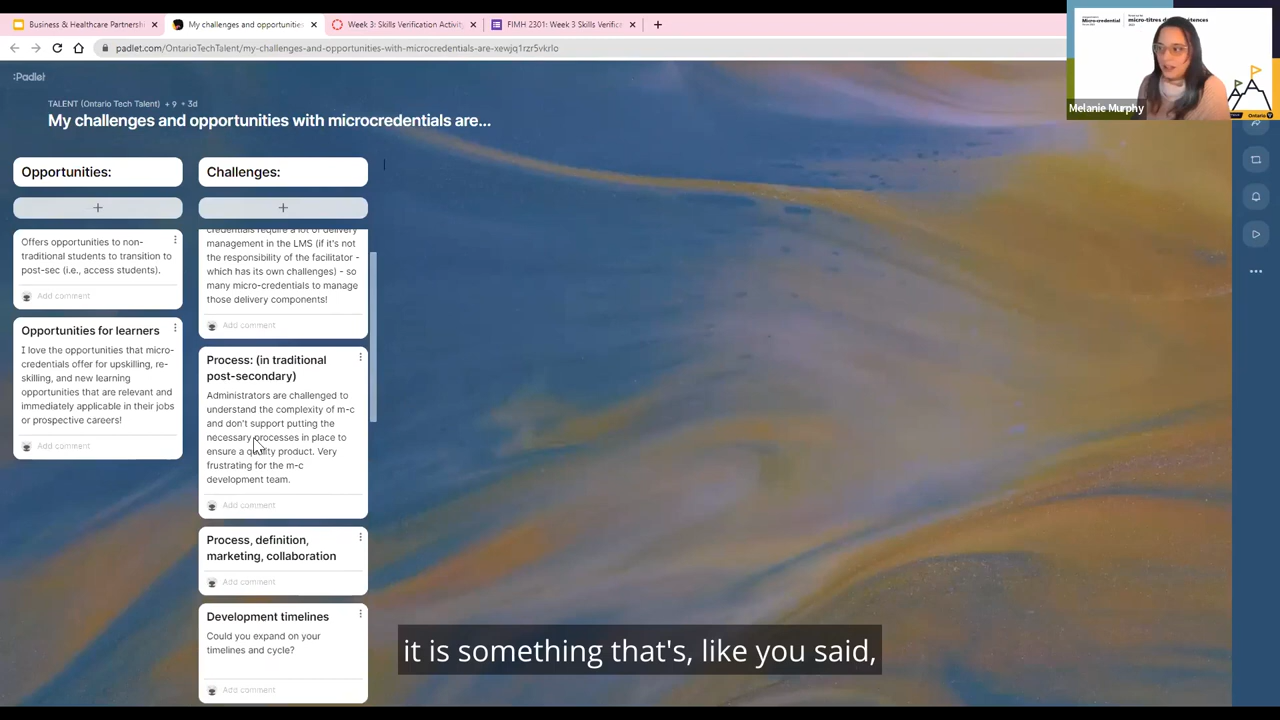 Business & Healthcare Partnersh
My challenges and opportunities
Week 3: Skills Verification Activity
FIMH 2301: Week 3 Skills Verific
padlet.com/OntarioTechTalent/my-challenges-and-opportunities-with-microcredentials-are-xewjq1rzr5vkrlo
:Padlet
TALENT (Ontario Tech Talent) + 9 • 3d
My challenges and opportunities with microcredentials are...
Opportunities:
Offers opportunities to non-
traditional students to transition to
post-sec (i.e., access students).
Add comment
Opportunities for learners
I love the opportunities that micro-
credentials offer for upskilling, re-
skilling, and new learning
opportunities that are relevant and
immediately applicable in their jobs
or prospective careers!
Add comment
Challenges:
credentials require a lot of delivery
management in the LMS (if it's not
the responsibility of the facilitator -
which has its own challenges) - so
many micro-credentials to manage
those delivery components!
Add comment
Process: (in traditional
post-secondary)
Administrators are challenged to
understand the complexity of m-c
and don't support putting the
necessary processes in place to
ensure a quality product. Very
frustrating for the m-c
development team.
Add comment
Process, definition,
marketing, collaboration
Add comment
Development timelines
Could you expand on your
timelines and cycle?
Add comment
Micro-credential
micro-titres de compétences
Ontario
Melanie Murphy
it is something that's, like you said,